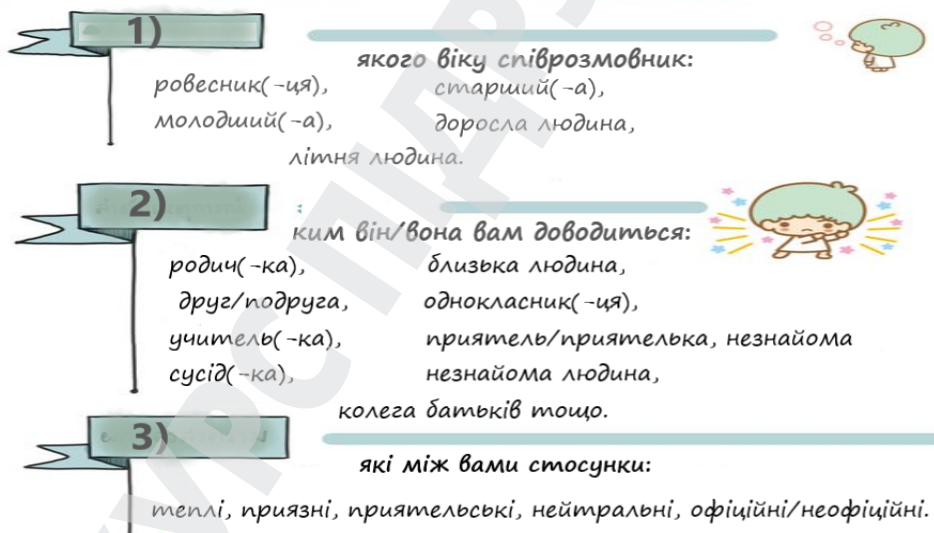 1)
якого віку співрозмовник:
ровесник(-ця), старший(-а),
молодший(-а), доросла людина,
літня людина.
2)
ким він/вона вам доводиться:
родич(-ка), близька людина,
друг/подруга, однокласник(-ця),
учитель(-ка), приятель/приятелька, незнайома
сусід(-ка), незнайома людина,
колега батьків тощо.
3)
які між вами стосунки:
теплі, приязні, приятельські, нейтральні, офіційні/неофіційні.